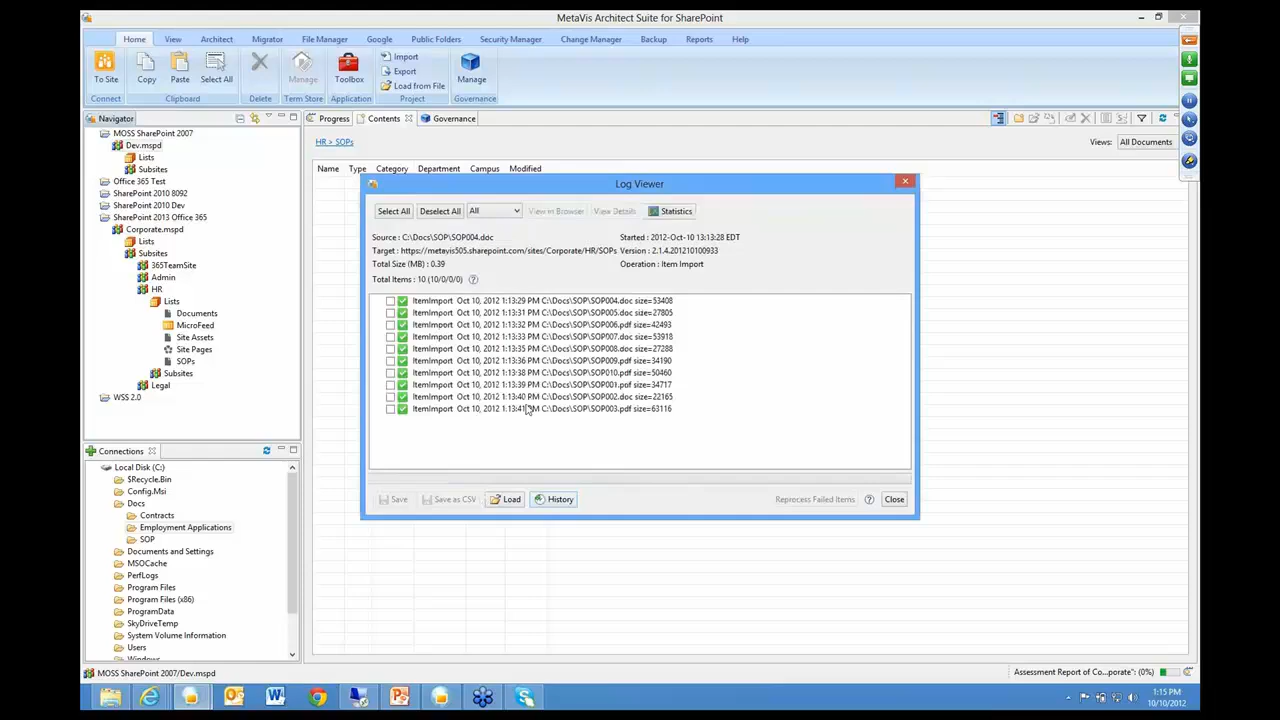 MetaVis Architect Suite for SharePoint
Home View Architect Migrator File Manager Google Public Folders Security Manager Change Manager Backup Reports Help
To Site Copy Paste Select All Manage Toolbox Import Export Load from File Manage
Connect Clipboard Delete Term Store Application Project Governance
Navigator
MOSS SharePoint 2007
Dev.mspd
Lists
Subsites
Office 365 Test
SharePoint 2010 8092
SharePoint 2010 Dev
SharePoint 2013 Office 365
Corporate.mspd
Lists
Subsites
365TeamSite
Admin
HR
Lists
Documents
MicroFeed
Site Assets
Site Pages
SOPs
Subsites
Legal
WSS 2.0
Connections
Local Disk (C:)
$Recycle.Bin
Config.Msi
Docs
Contracts
Employment Applications
SOP
Documents and Settings
MSOCache
PerfLogs
Program Files
Program Files (x86)
ProgramData
SkyDriveTemp
System Volume Information
Users
Windows
Progress Contents Governance
HR > SOPs Views: All Documents
Name Type Category Department Campus Modified
Log Viewer
Select All Deselect All All View in Browser View Details Statistics
Source : C:\Docs\SOP\SOP004.doc Started : 2012-Oct-10 13:13:28 EDT
Target : https://metavis505.sharepoint.com/sites/Corporate/HR/SOPs Version : 2.1.4.201210100933
Total Size (MB) : 0.39 Operation : Item Import
Total Items : 10 (10/0/0/0)
ItemImport Oct 10, 2012 1:13:29 PM C:\Docs\SOP\SOP004.doc size=53408
ItemImport Oct 10, 2012 1:13:31 PM C:\Docs\SOP\SOP005.doc size=27805
ItemImport Oct 10, 2012 1:13:32 PM C:\Docs\SOP\SOP006.pdf size=42493
ItemImport Oct 10, 2012 1:13:33 PM C:\Docs\SOP\SOP007.doc size=53918
ItemImport Oct 10, 2012 1:13:35 PM C:\Docs\SOP\SOP008.doc size=27288
ItemImport Oct 10, 2012 1:13:36 PM C:\Docs\SOP\SOP009.pdf size=34190
ItemImport Oct 10, 2012 1:13:38 PM C:\Docs\SOP\SOP010.pdf size=50460
ItemImport Oct 10, 2012 1:13:39 PM C:\Docs\SOP\SOP001.pdf size=34717
ItemImport Oct 10, 2012 1:13:40 PM C:\Docs\SOP\SOP002.doc size=22165
ItemImport Oct 10, 2012 1:13:41 PM C:\Docs\SOP\SOP003.pdf size=63116
Save Save as CSV Load History Reprocess Failed Items Close
MOSS SharePoint 2007/Dev.mspd Assessment Report of Co...porate": (0%)
1:15 PM
10/10/2012